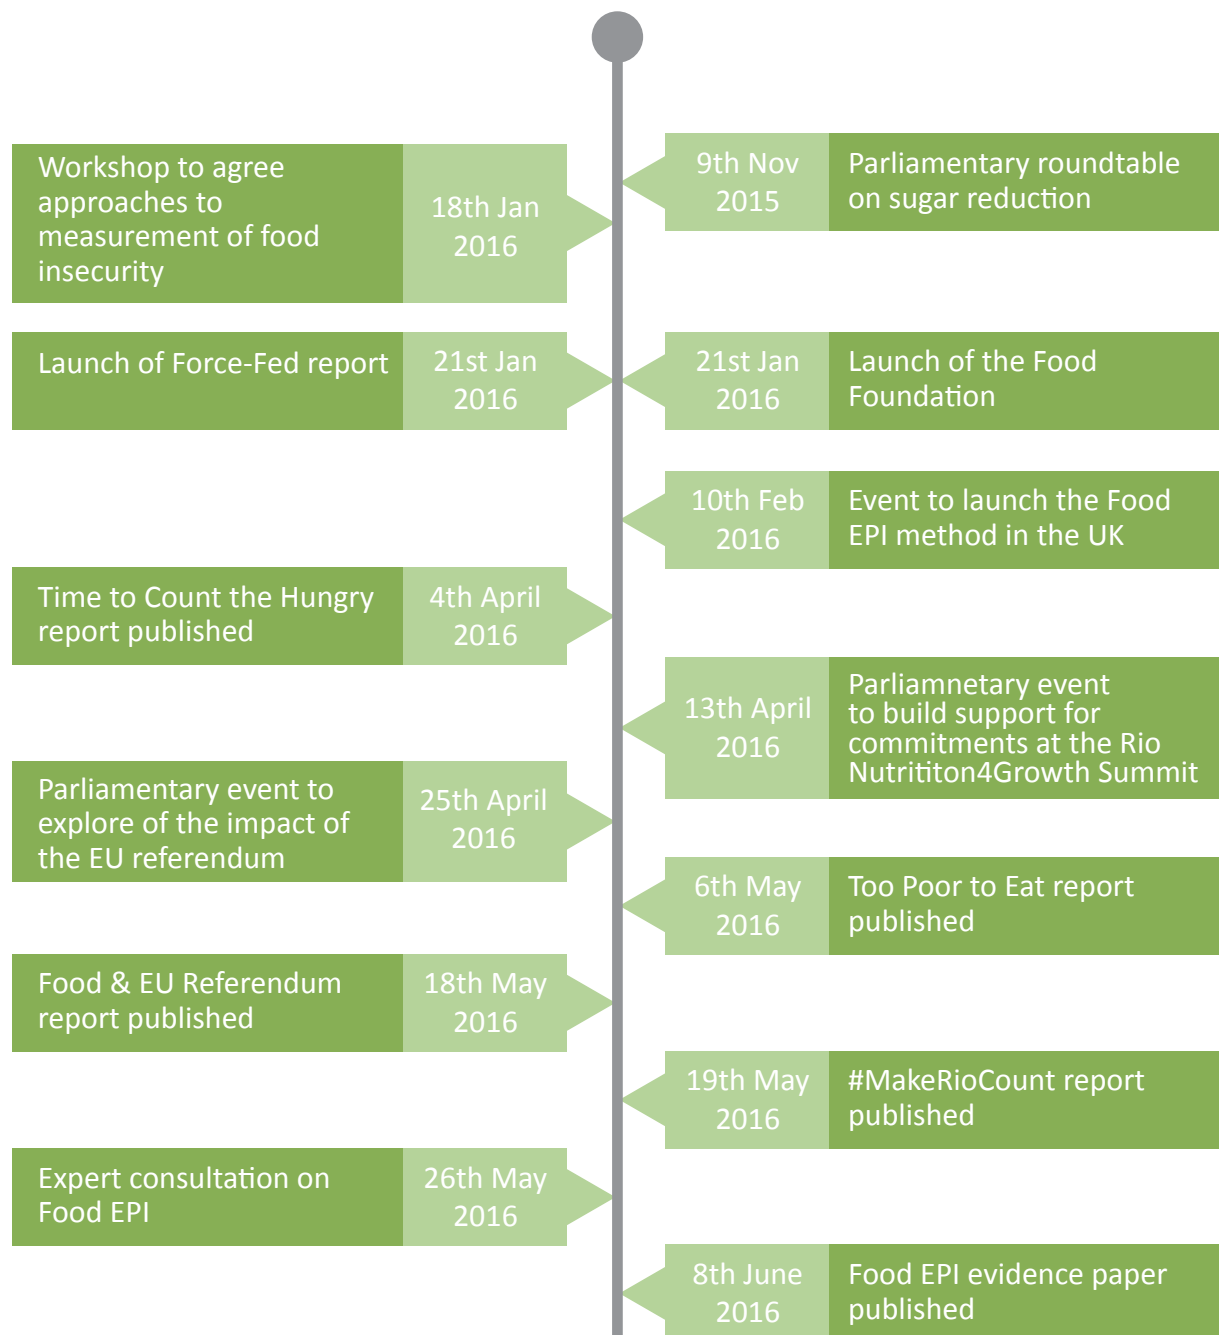 9th Nov
2015
Parliamentary roundtable
on sugar reduction
Workshop to agree
approaches to
measurement of food
insecurity
18th Jan
2016
Launch of Force-Fed report
21st Jan
2016
21st Jan
2016
Launch of the Food
Foundation
10th Feb
2016
Event to launch the Food
EPI method in the UK
Time to Count the Hungry
report published
4th April
2016
13th April
2016
Parliamnetary event
to build support for
commitments at the Rio
Nutrititon4Growth Summit
Parliamentary event to
explore of the impact of
the EU referendum
25th April
2016
6th May
2016
Too Poor to Eat report
published
Food & EU Referendum
report published
18th May
2016
19th May
2016
#MakeRioCount report
published
Expert consultation on
Food EPI
26th May
2016
8th June
2016
Food EPI evidence paper
published